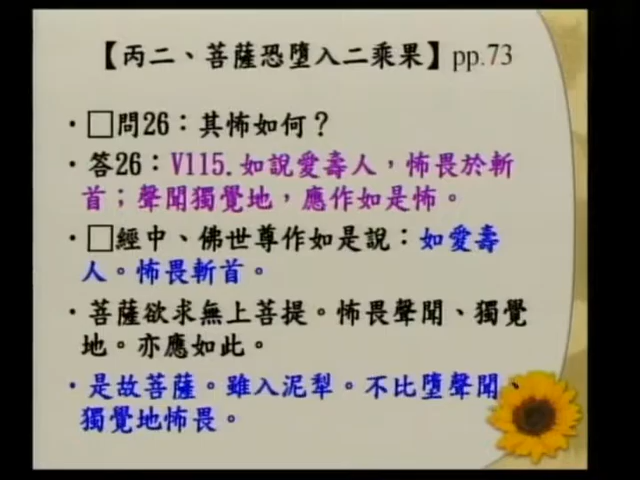 【丙二、菩薩恐墮入二乘果】pp.73
•□問26：其怖如何？
•答26：V115.如說愛壽人，怖畏於斬
首；聲聞獨覺地，應作如是怖。
•□經中、佛世尊作如是說：如愛壽
人。怖畏斬首。
•菩薩欲求無上菩提。怖畏聲聞、獨覺
地。亦應如此。
•是故菩薩。雖入泥犁。不比墮聲聞、
獨覺地怖畏。